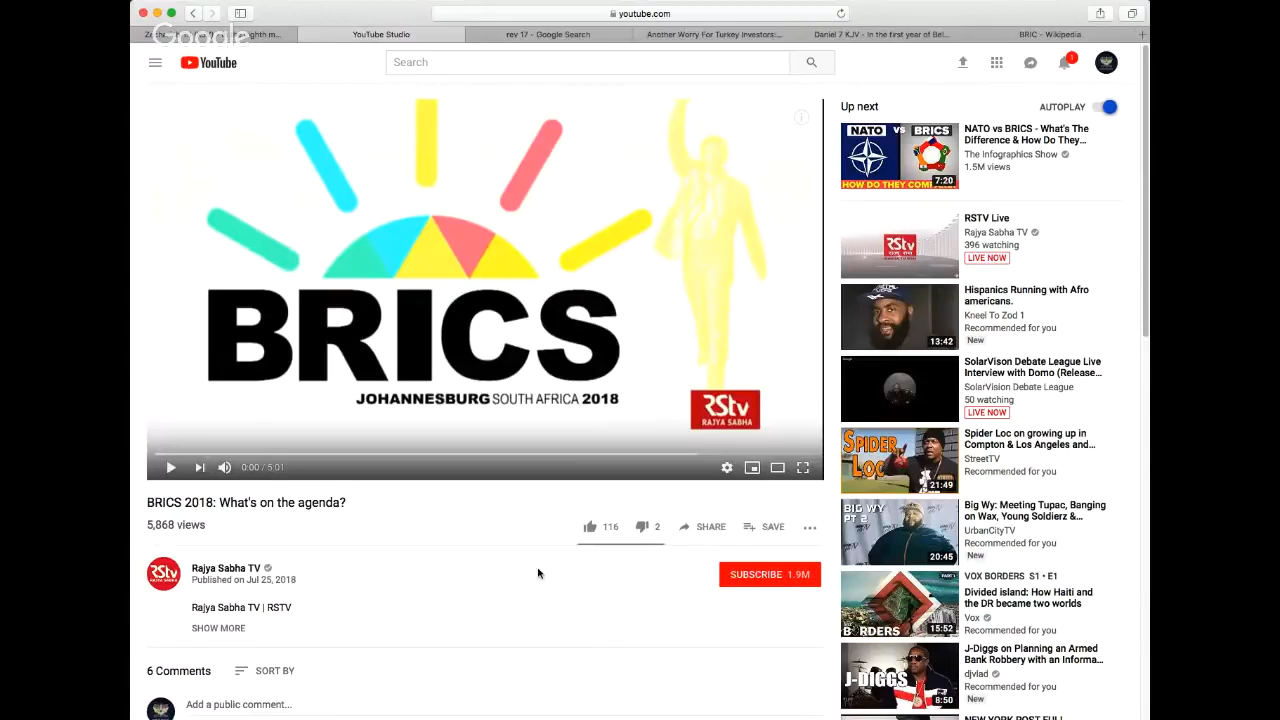 youtube.com
Google
YouTube Studio
rev 17 - Google Search
Another Worry For Turkey Investors:...
Daniel 7 KJV - In the first year of Bel...
BRIC - Wikipedia
YouTube
Search
1
Up next
AUTOPLAY
BRICS
JOHANNESBURG SOUTH AFRICA 2018
RStv
RAJYA SABHA
0:00 / 5:01
NATO VS BRICS
HOW DO THEY COM
7:20
NATO vs BRICS - What's The
Difference & How Do They...
The Infographics Show
1.5M views
RStv
RSTV Live
Rajya Sabha TV
396 watching
LIVE NOW
13:42
Hispanics Running with Afro
americans.
Kneel To Zod 1
Recommended for you
New
SolarVison Debate League Live
Interview with Domo (Release...
SolarVision Debate League
50 watching
LIVE NOW
SPIDER
LOC
21:49
Spider Loc on growing up in
Compton & Los Angeles and...
StreetTV
Recommended for you
BIG WY
PT 2
20:45
Big Wy: Meeting Tupac, Banging
on Wax, Young Soldierz &...
UrbanCityTV
Recommended for you
New
B RDERS
15:52
VOX BORDERS S1 • E1
Divided island: How Haiti and
the DR became two worlds
Vox
Recommended for you
J-DIGGS
8:50
J-Diggs on Planning an Armed
Bank Robbery with an Informa...
djvlad
Recommended for you
New
NEW YORK POST FULL
BRICS 2018: What's on the agenda?
5,868 views
116
2
SHARE
SAVE
RStv
Rajya Sabha TV
Published on Jul 25, 2018
SUBSCRIBE 1.9M
Rajya Sabha TV | RSTV
SHOW MORE
6 Comments
SORT BY
Add a public comment...